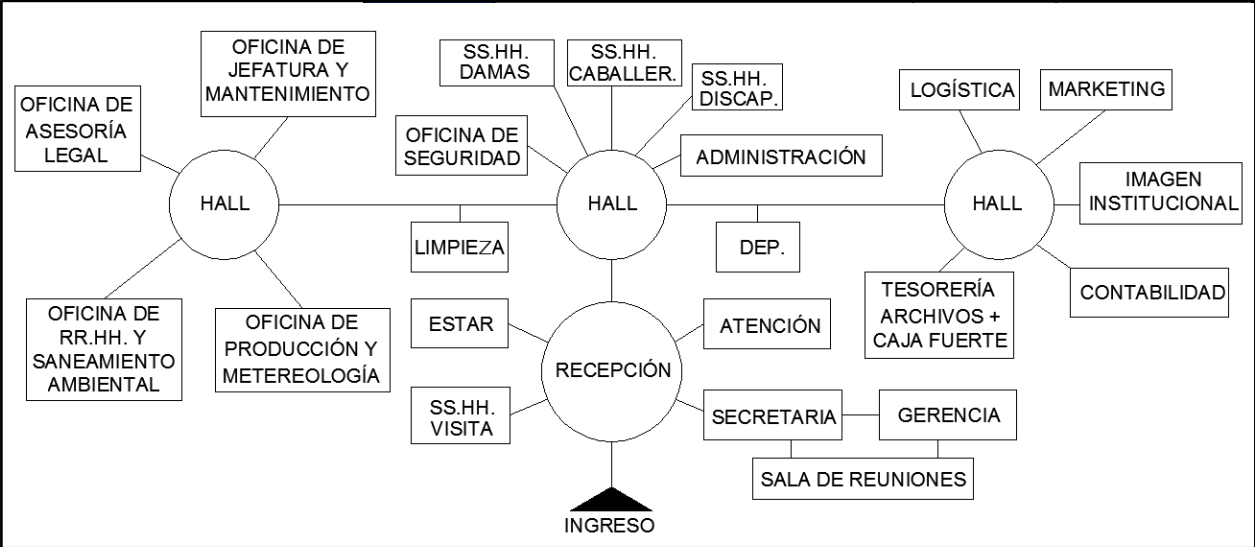 OFICINA DE
JEFATURA Y
MANTENIMIENTO
OFICINA DE
ASESORÍA
LEGAL
HALL
OFICINA DE
RR.HH. Y
SANEAMIENTO
AMBIENTAL
OFICINA DE
PRODUCCIÓN Y
METEREOLOGÍA
SS.HH.
DAMAS
SS.HH.
CABALLER.
SS.HH.
DISCAP.
OFICINA DE
SEGURIDAD
ADMINISTRACIÓN
HALL
LIMPIEZA
DEP.
LOGÍSTICA
MARKETING
IMAGEN
INSTITUCIONAL
HALL
TESORERÍA
ARCHIVOS +
CAJA FUERTE
CONTABILIDAD
ESTAR
ATENCIÓN
RECEPCIÓN
SS.HH.
VISITA
SECRETARIA
GERENCIA
SALA DE REUNIONES
INGRESO